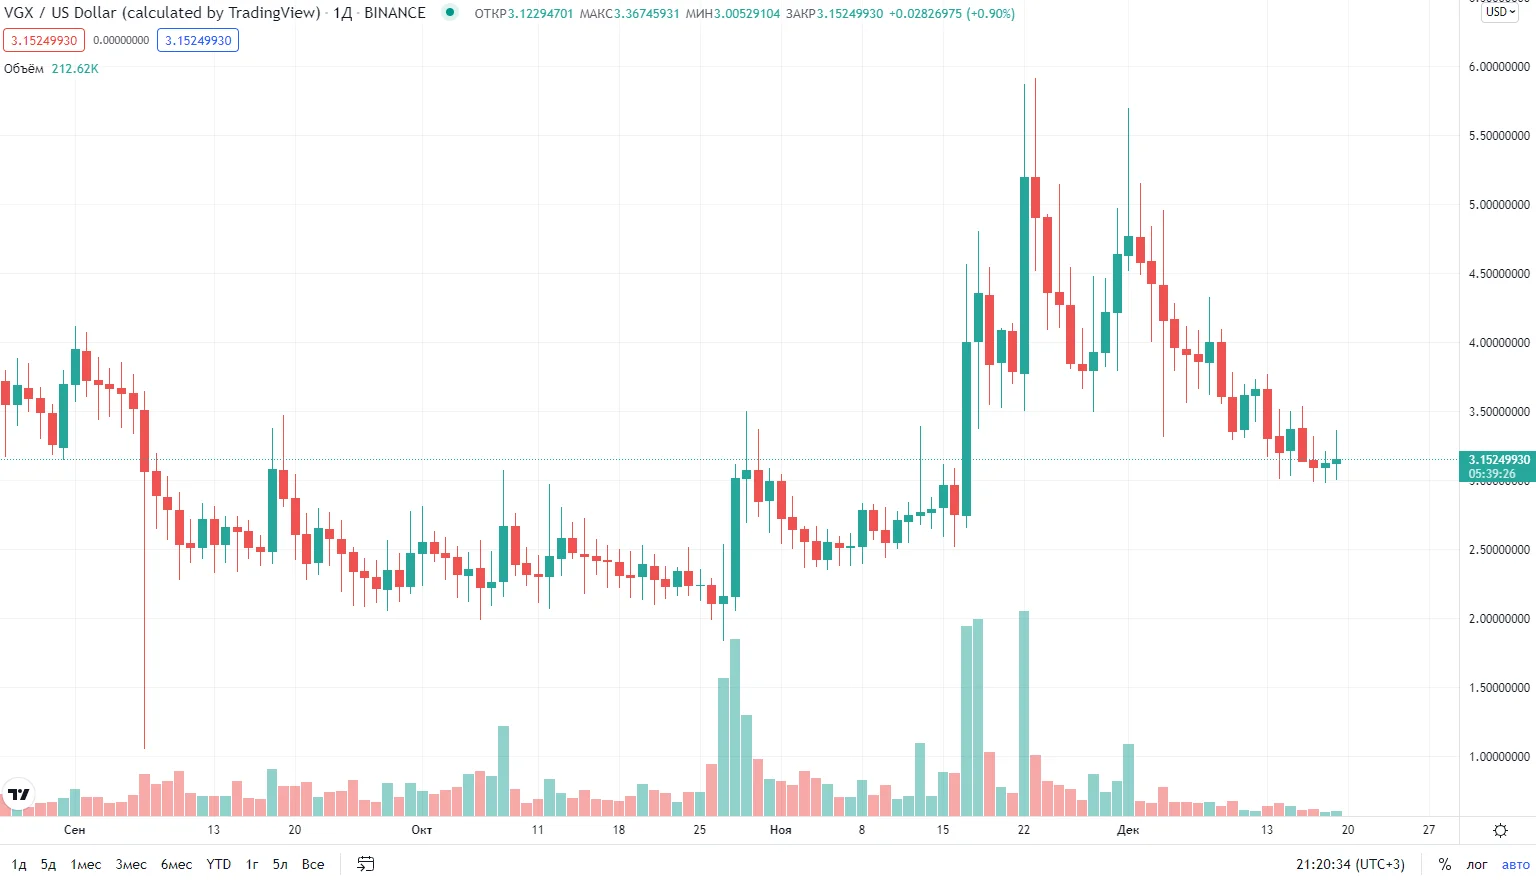 VGX / US Dollar (calculated by TradingView) · 1Д · BINANCE ОТКР3.12294701 МАКС3.36745931 МИН3.00529104 ЗАКР3.15249930 +0.02826975 (+0.90%)
USD
3.15249930 0.00000000 3.15249930
Объём 212.62K
6.00000000
5.50000000
5.00000000
4.50000000
4.00000000
3.50000000
3.15249930
05:39:26
2.50000000
2.00000000
1.50000000
1.00000000
Сен 13 20 Окт 11 18 25 Ноя 8 15 22 Дек 13 20 27
1д 5д 1мес 3мес 6мес YTD 1г 5л Все 21:20:34 (UTC+3) % лог авто